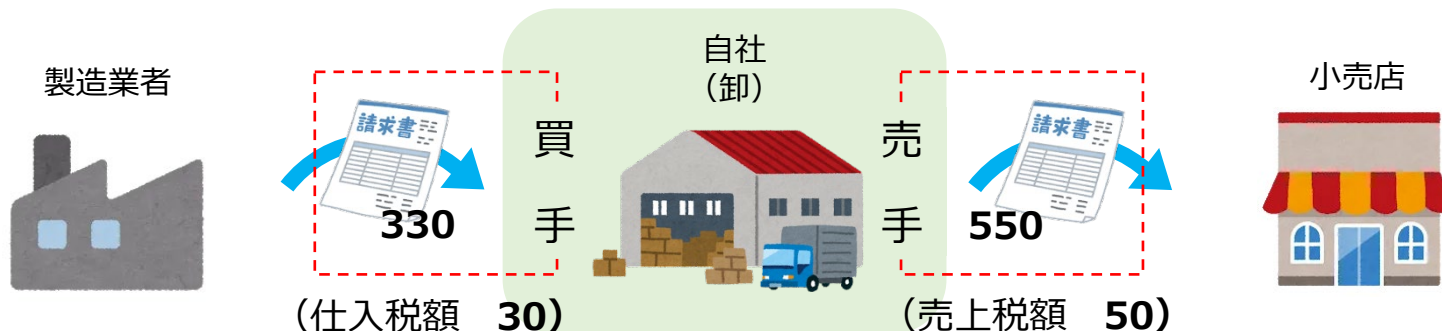 製造業者
請求書
330
(仕入税額 30)
自社
(卸)
買手
売手
請求書
550
(売上税額 50)
小売店